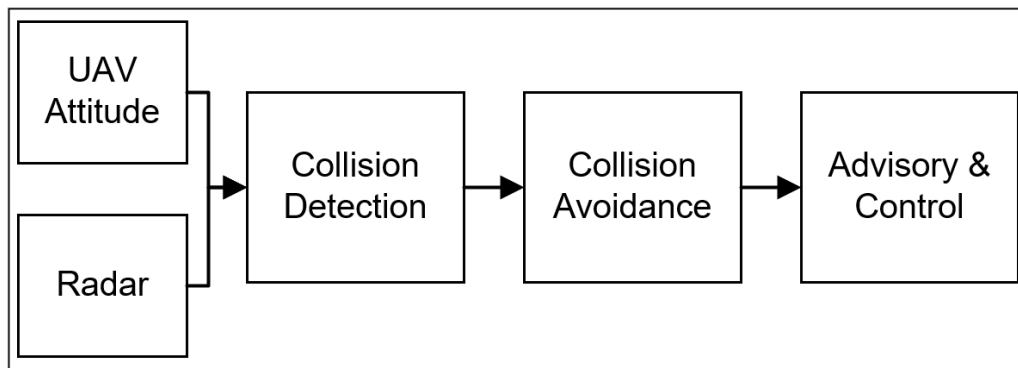 UAV
Attitude
Radar
Collision
Detection
Collision
Avoidance
Advisory &
Control